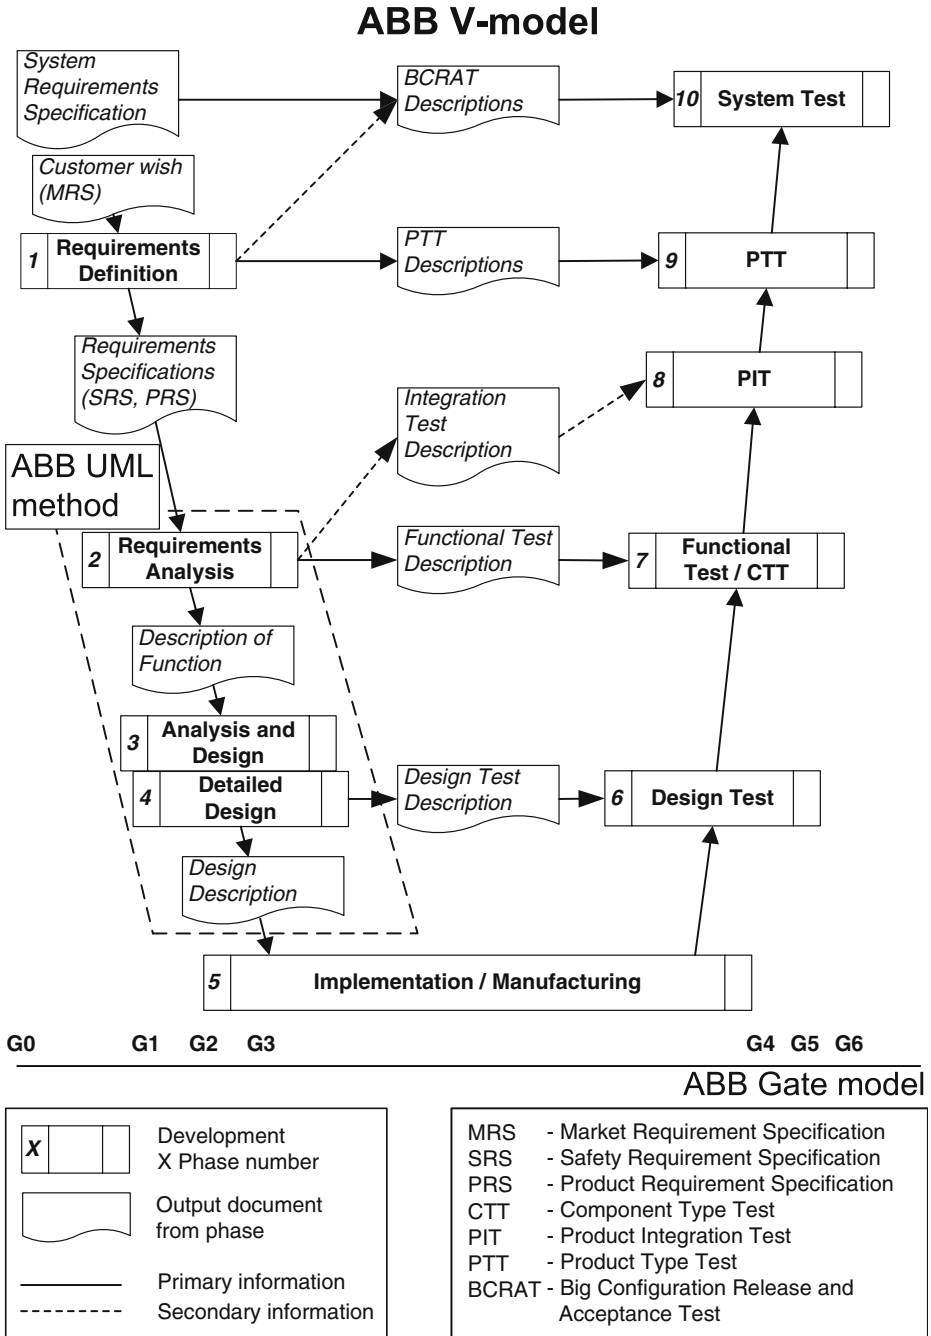 ABB V-model
System
Requirements
Specification
BCRAT
Descriptions
10 System Test
Customer wish
(MRS)
1 Requirements
Definition
PTT
Descriptions
9 PTT
Requirements
Specifications
(SRS, PRS)
8 PIT
Integration
Test
Description
ABB UML
method
2 Requirements
Analysis
Functional Test
Description
7 Functional
Test / CTT
Description of
Function
3 Analysis and
Design
4 Detailed
Design
Design Test
Description
6 Design Test
Design
Description
5 Implementation / Manufacturing
G0 G1 G2 G3 G4 G5 G6
ABB Gate model
X Development
X Phase number
Output document
from phase
Primary information
Secondary information
MRS - Market Requirement Specification
SRS - Safety Requirement Specification
PRS - Product Requirement Specification
CTT - Component Type Test
PIT - Product Integration Test
PTT - Product Type Test
BCRAT - Big Configuration Release and
Acceptance Test